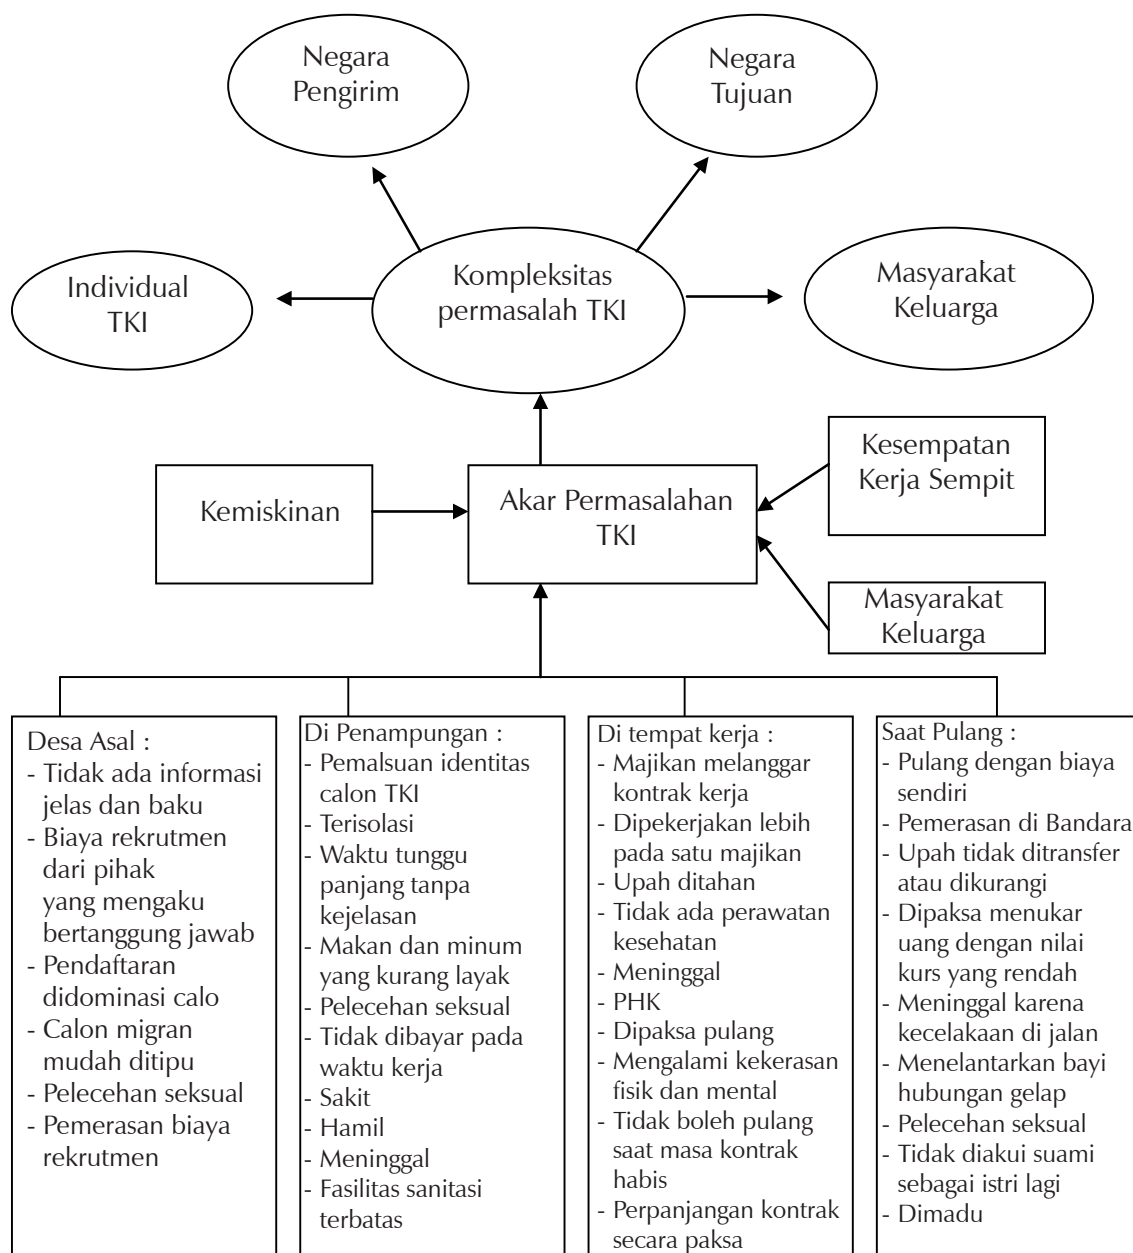 Negara
Pengirim
Negara
Tujuan
Individual
TKI
Kompleksitas
permasalah TKI
Masyarakat
Keluarga
Kemiskinan
Akar Permasalahan
TKI
Kesempatan
Kerja Sempit
Masyarakat
Keluarga
Desa Asal :
- Tidak ada informasi
jelas dan baku
- Biaya rekrutmen
dari pihak
yang mengaku
bertanggung jawab
- Pendaftaran
didominasi calo
- Calon migran
mudah ditipu
- Pelecehan seksual
- Pemerasan biaya
rekrutmen
Di Penampungan :
- Pemalsuan identitas
calon TKI
- Terisolasi
- Waktu tunggu
panjang tanpa
kejelasan
- Makan dan minum
yang kurang layak
- Pelecehan seksual
- Tidak dibayar pada
waktu kerja
- Sakit
- Hamil
- Meninggal
- Fasilitas sanitasi
terbatas
Di tempat kerja :
- Majikan melanggar
kontrak kerja
- Dipekerjakan lebih
pada satu majikan
- Upah ditahan
- Tidak ada perawatan
kesehatan
- Meninggal
- PHK
- Dipaksa pulang
- Mengalami kekerasan
fisik dan mental
- Tidak boleh pulang
saat masa kontrak
habis
- Perpanjangan kontrak
secara paksa
Saat Pulang :
- Pulang dengan biaya
sendiri
- Pemerasan di Bandara
- Upah tidak ditransfer
atau dikurangi
- Dipaksa menukar
uang dengan nilai
kurs yang rendah
- Meninggal karena
kecelakaan di jalan
- Menelantarkan bayi
hubungan gelap
- Pelecehan seksual
- Tidak diakui suami
sebagai istri lagi
- Dimadu